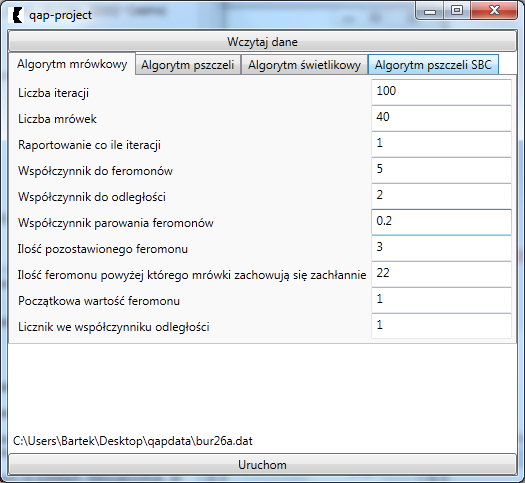 qap-project
Wczytaj dane
Algorytm mrówkowy Algorytm pszczeli Algorytm świetlikowy Algorytm pszczeli SBC
Liczba iteracji 100
Liczba mrówek 40
Raportowanie co ile iteracji 1
Współczynnik do feromonów 5
Współczynnik do odległości 2
Współczynnik parowania feromonów 0.2
Ilość pozostawionego feromonu 3
Ilość feromonu powyżej którego mrówki zachowują się zachłannie 22
Początkowa wartość feromonu 1
Licznik we współczynniku odległości 1
C:\Users\Bartek\Desktop\qapdata\bur26a.dat
Uruchom